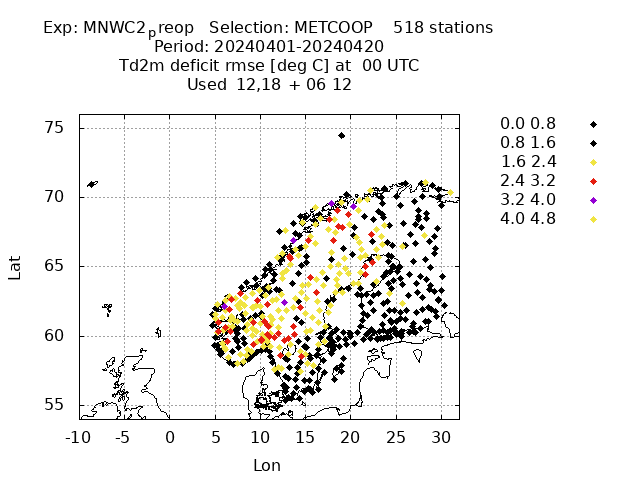 Exp: MNWC2preop Selection: METCOOP 518 stations
Period: 20240401-20240420
Td2m deficit rmse [deg C] at 00 UTC
Used 12,18 + 06 12
0.0 0.8
0.8 1.6
1.6 2.4
2.4 3.2
3.2 4.0
4.0 4.8
75
70
65
60
55
Lat
-10 -5 0 5 10 15 20 25 30
Lon